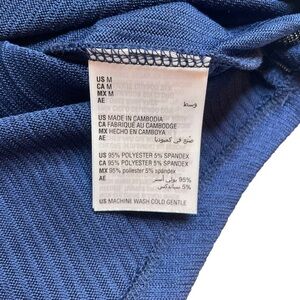 US M
CA M
MX M
AE وسط
US MADE IN CAMBODIA
CA FABRIQUÉ AU CAMBODGE
MX HECHO EN CAMBOYA
AE صنع في كمبوديا
US 95% POLYESTER 5% SPANDEX
CA 95% POLYESTER 5% SPANDEX
MX 95% poliéster 5% spandex
AE 95% بولي أستر
5% سباندكس
US MACHINE WASH COLD GENTLE